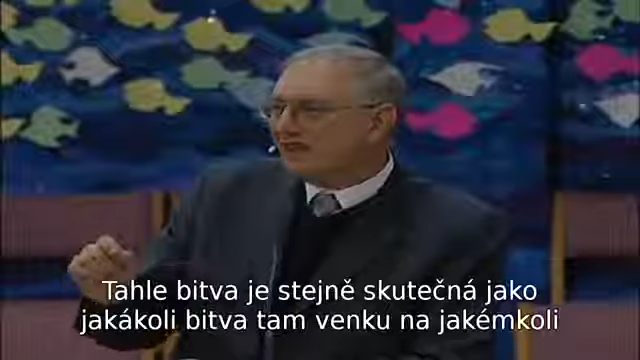 Tahle bitva je stejně skutečná jako
jakákoli bitva tam venku na jakémkoli